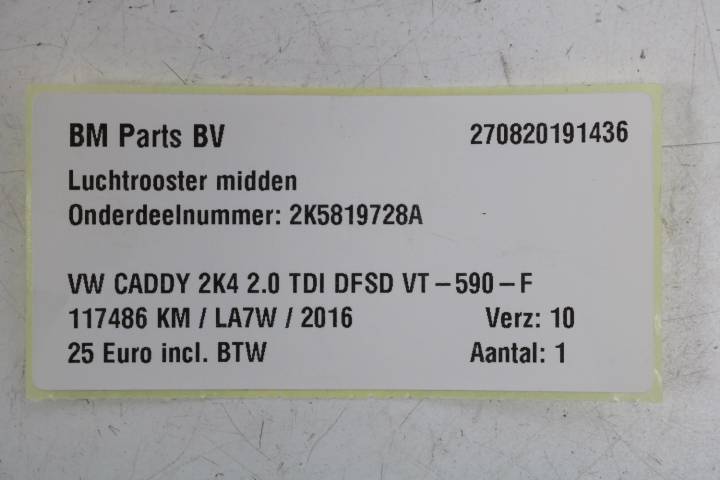 BM Parts BV 270820191436
Luchtrooster midden
Onderdeelnummer: 2K5819728A
VW CADDY 2K4 2.0 TDI DFSD VT-590-F
117486 KM / LA7W / 2016 Verz: 10
25 Euro incl. BTW Aantal: 1